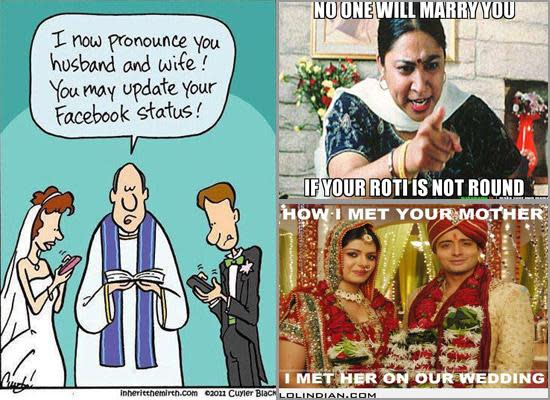 I now pronounce you
husband and wife!
You may update your
Facebook status!
inheritthemirth.com ©2011 Cuyler Black
NO ONE WILL MARRY YOU
IF YOUR ROTI IS NOT ROUND
HOW I MET YOUR MOTHER
I MET HER ON OUR WEDDING
LOLINDIAN.COM